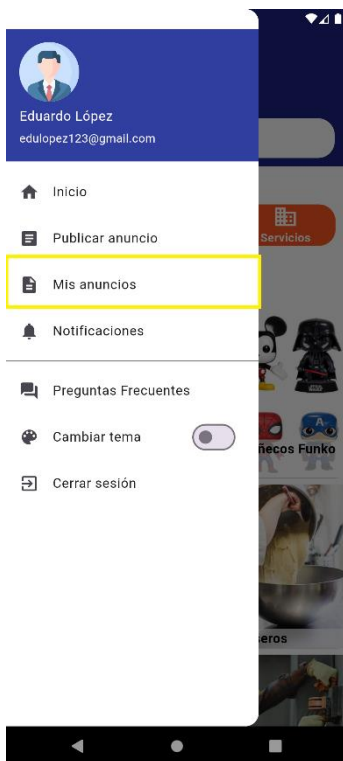 Eduardo López
edulopez123@gmail.com
Inicio
Publicar anuncio
Servicios
Mis anuncios
Notificaciones
Preguntas Frecuentes
Cambiar tema
ñecos Funko
Cerrar sesión
seros